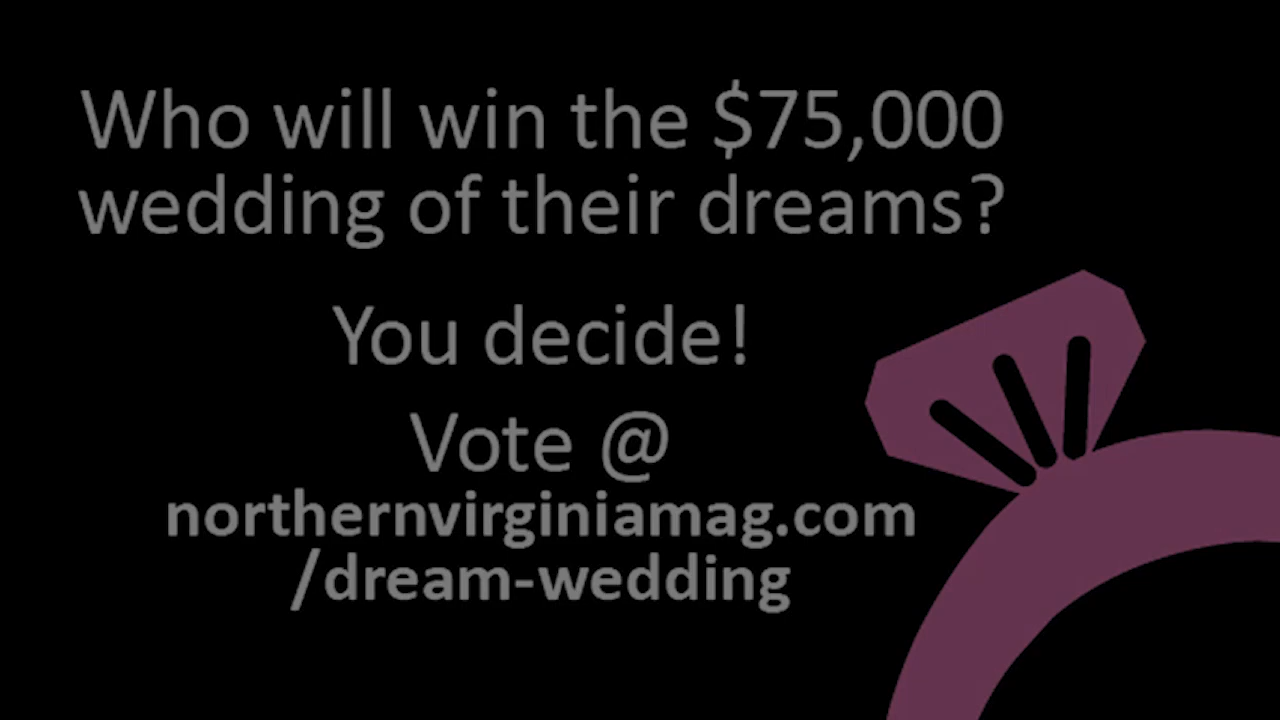 Who will win the $75,000
wedding of their dreams?
You decide!
Vote @
northernvirginiamag.com
/dream-wedding